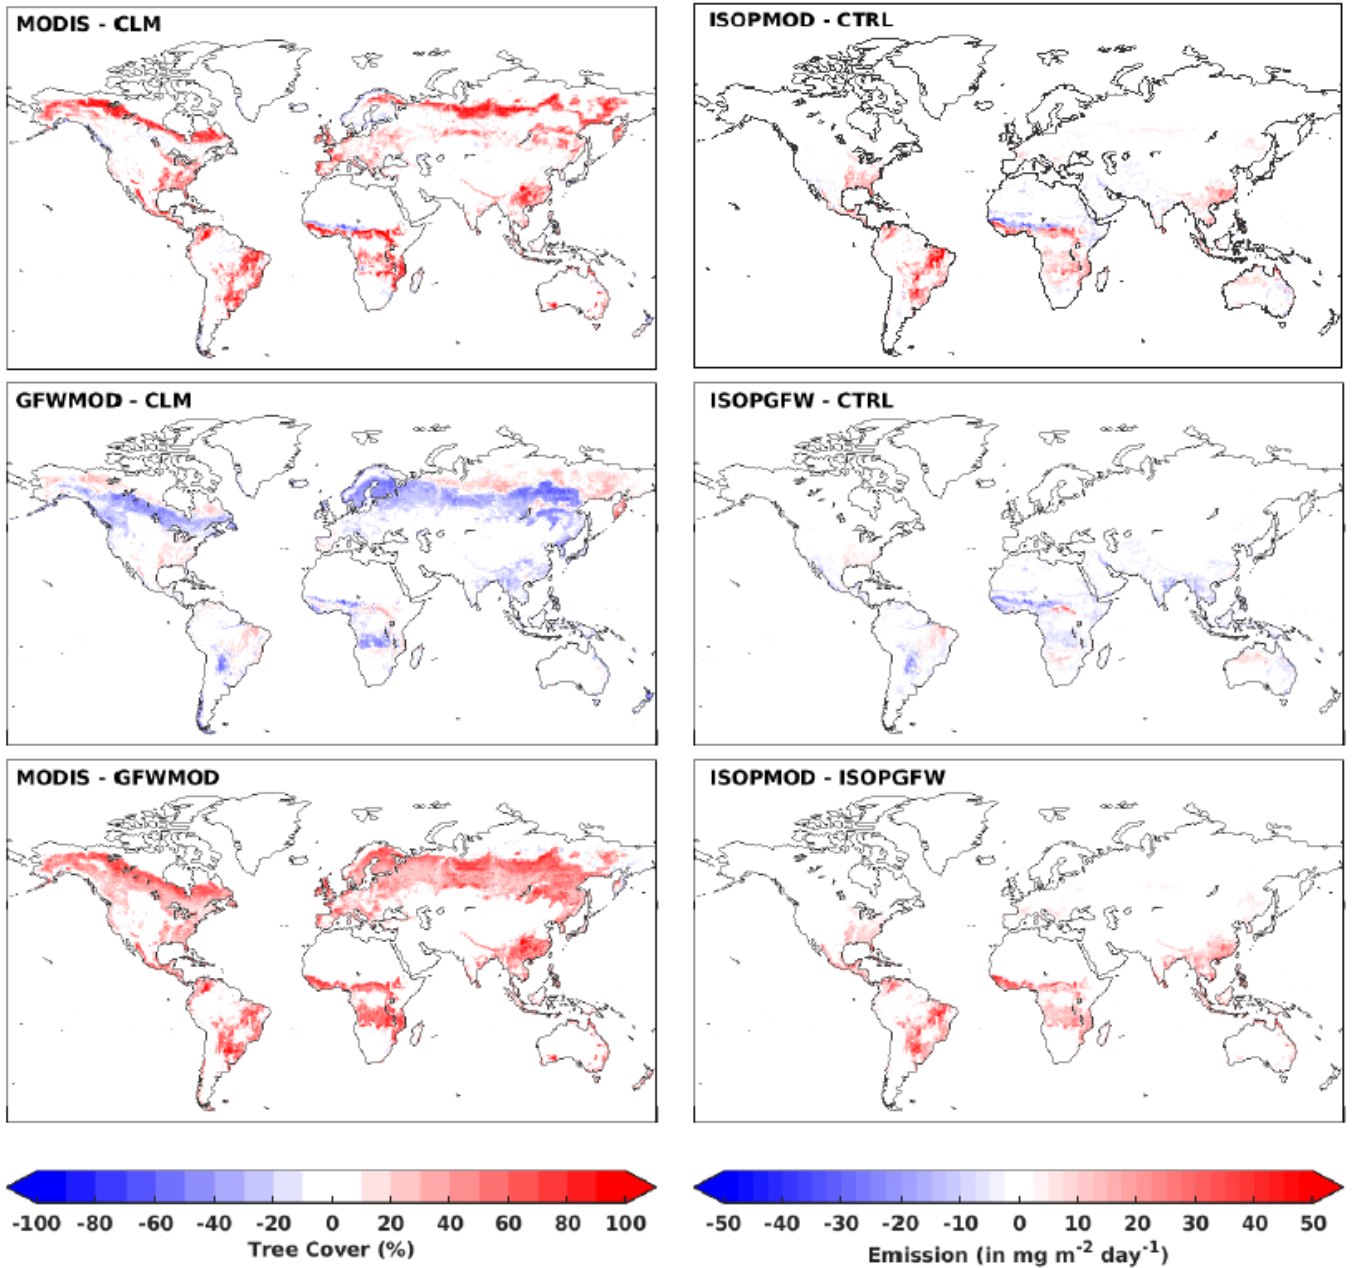 MODIS - CLM
ISOPMOD - CTRL
GFWMOD - CLM
ISOPGFW - CTRL
MODIS - GFWMOD
ISOPMOD - ISOPGFW
-100 -80 -60 -40 -20 0 20 40 60 80 100
Tree Cover (%)
-50 -40 -30 -20 -10 0 10 20 30 40 50
Emission (in mg m⁻² day⁻¹)